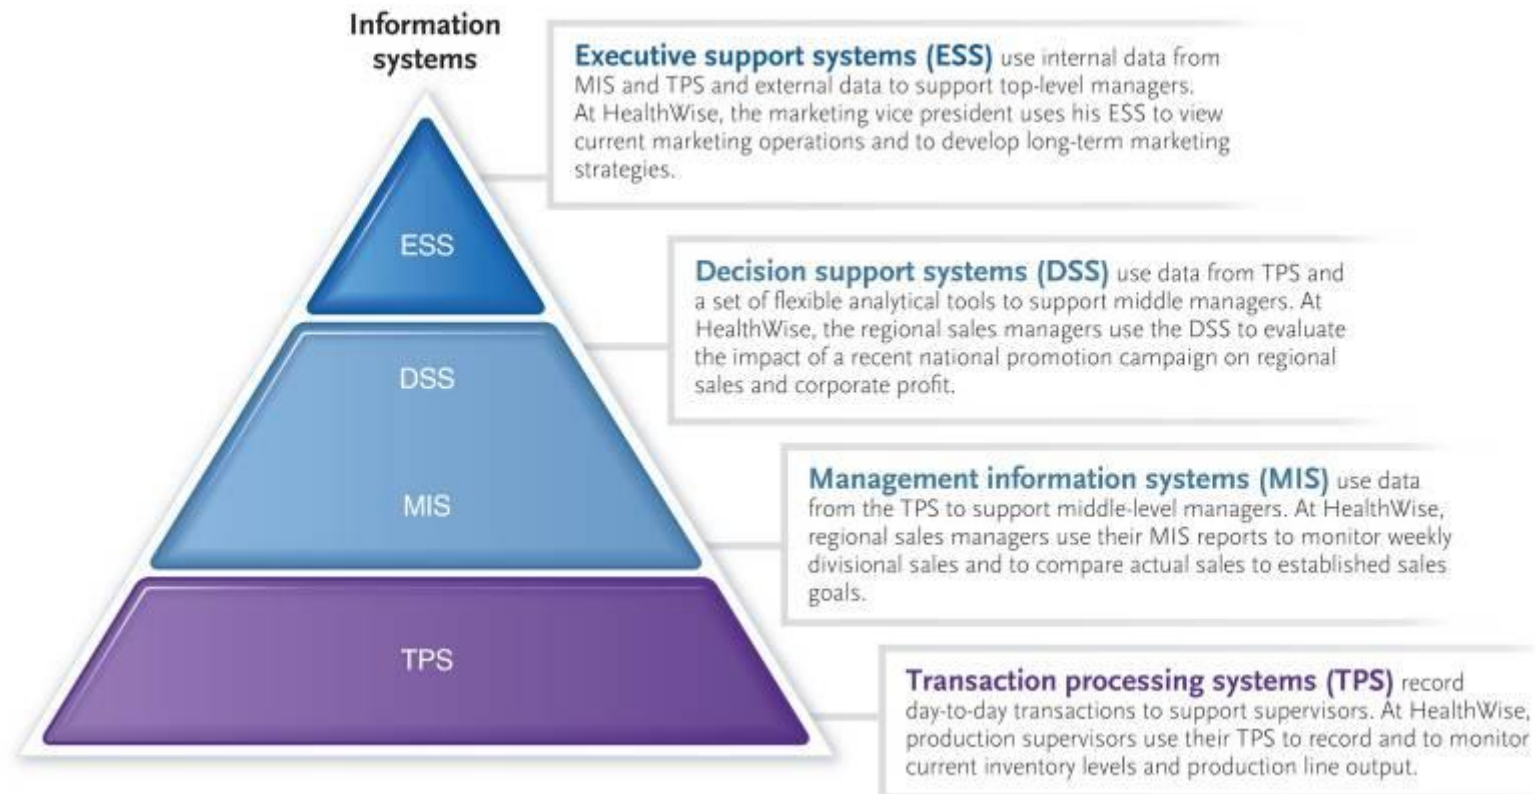 Information
systems
Executive support systems (ESS) use internal data from
MIS and TPS and external data to support top-level managers.
At HealthWise, the marketing vice president uses his ESS to view
current marketing operations and to develop long-term marketing
strategies.
ESS
Decision support systems (DSS) use data from TPS and
a set of flexible analytical tools to support middle managers. At
HealthWise, the regional sales managers use the DSS to evaluate
the impact of a recent national promotion campaign on regional
sales and corporate profit.
DSS
Management information systems (MIS) use data
from the TPS to support middle-level managers. At HealthWise,
regional sales managers use their MIS reports to monitor weekly
divisional sales and to compare actual sales to established sales
goals.
MIS
Transaction processing systems (TPS) record
day-to-day transactions to support supervisors. At HealthWise,
production supervisors use their TPS to record and to monitor
current inventory levels and production line output.
TPS